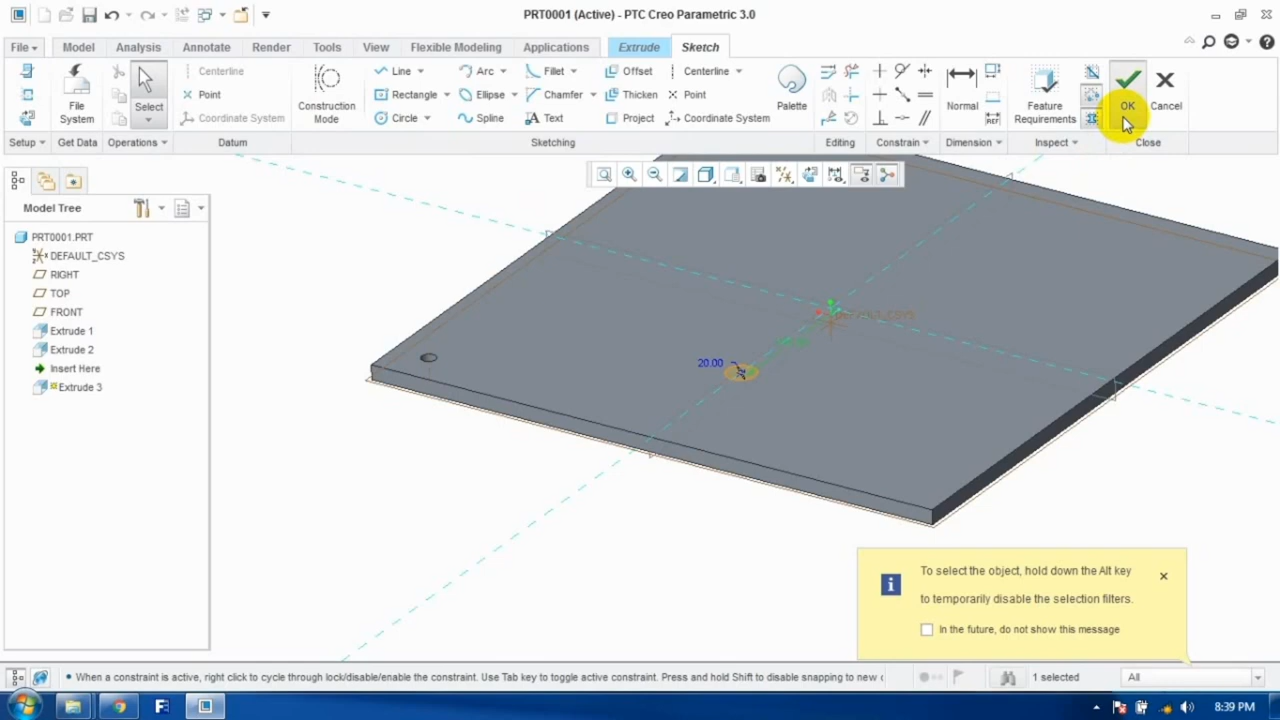 PRT0001 (Active) - PTC Creo Parametric 3.0
File Model Analysis Annotate Render Tools View Flexible Modeling Applications Extrude Sketch
File System
Select
Centerline
Point
Coordinate System
Construction Mode
Line Arc Fillet Offset Centerline
Rectangle Ellipse Chamfer Thicken Point
Circle Spline Text Project Coordinate System
Palette
Normal
REF
Feature Requirements
OK
Cancel
Setup Get Data Operations Datum Sketching Editing Constrain Dimension Inspect Close
Model Tree
PRT0001.PRT
DEFAULT_CSYS
RIGHT
TOP
FRONT
Extrude 1
Extrude 2
Insert Here
Extrude 3
20.00
DEFAULT_CSYS
To select the object, hold down the Alt key
to temporarily disable the selection filters.
In the future, do not show this message
When a constraint is active, right click to cycle through lock/disable/enable the constraint. Use Tab key to toggle active constraint. Press and hold Shift to disable snapping to new c
1 selected
All
8:39 PM